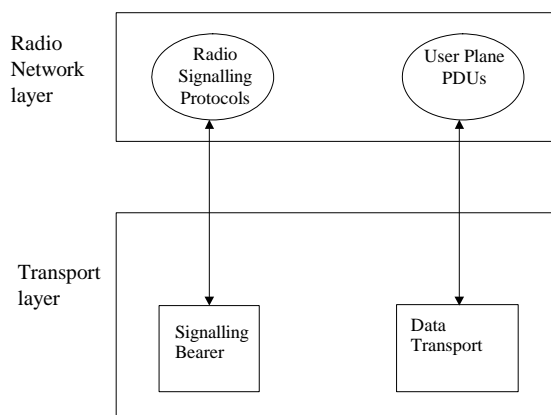 Radio
Network
layer
Radio
Signalling
Protocols
User Plane
PDUs
Transport
layer
Signalling
Bearer
Data
Transport